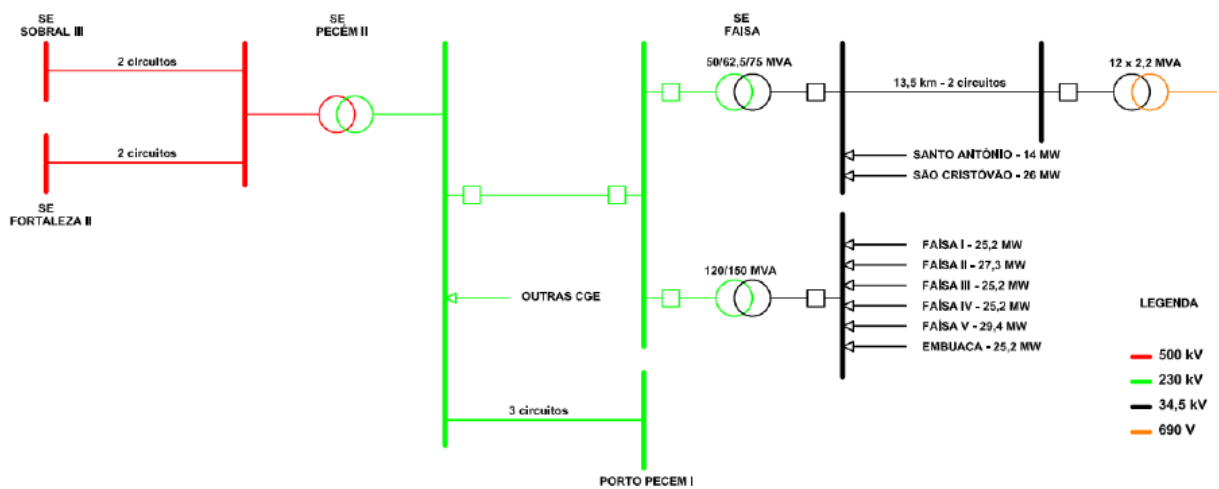 SE
SOBRAL III
SE
PECÉM II
SE
FAISA
2 circuitos
50/62,5/75 MVA
12 x 2,2 MVA
13,5 km - 2 circuitos
2 circuitos
SANTO ANTÔNIO - 14 MW
SÃO CRISTÓVÃO - 26 MW
SE
FORTALEZA II
FAÍSA I - 25,2 MW
FAÍSA II - 27,3 MW
120/150 MVA
FAÍSA III - 25,2 MW
OUTRAS CGE
FAÍSA IV - 25,2 MW
FAÍSA V - 29,4 MW
EMBUACA - 25,2 MW
LEGENDA
500 kV
230 kV
34,5 kV
690 V
3 circuitos
PORTO PECEM I